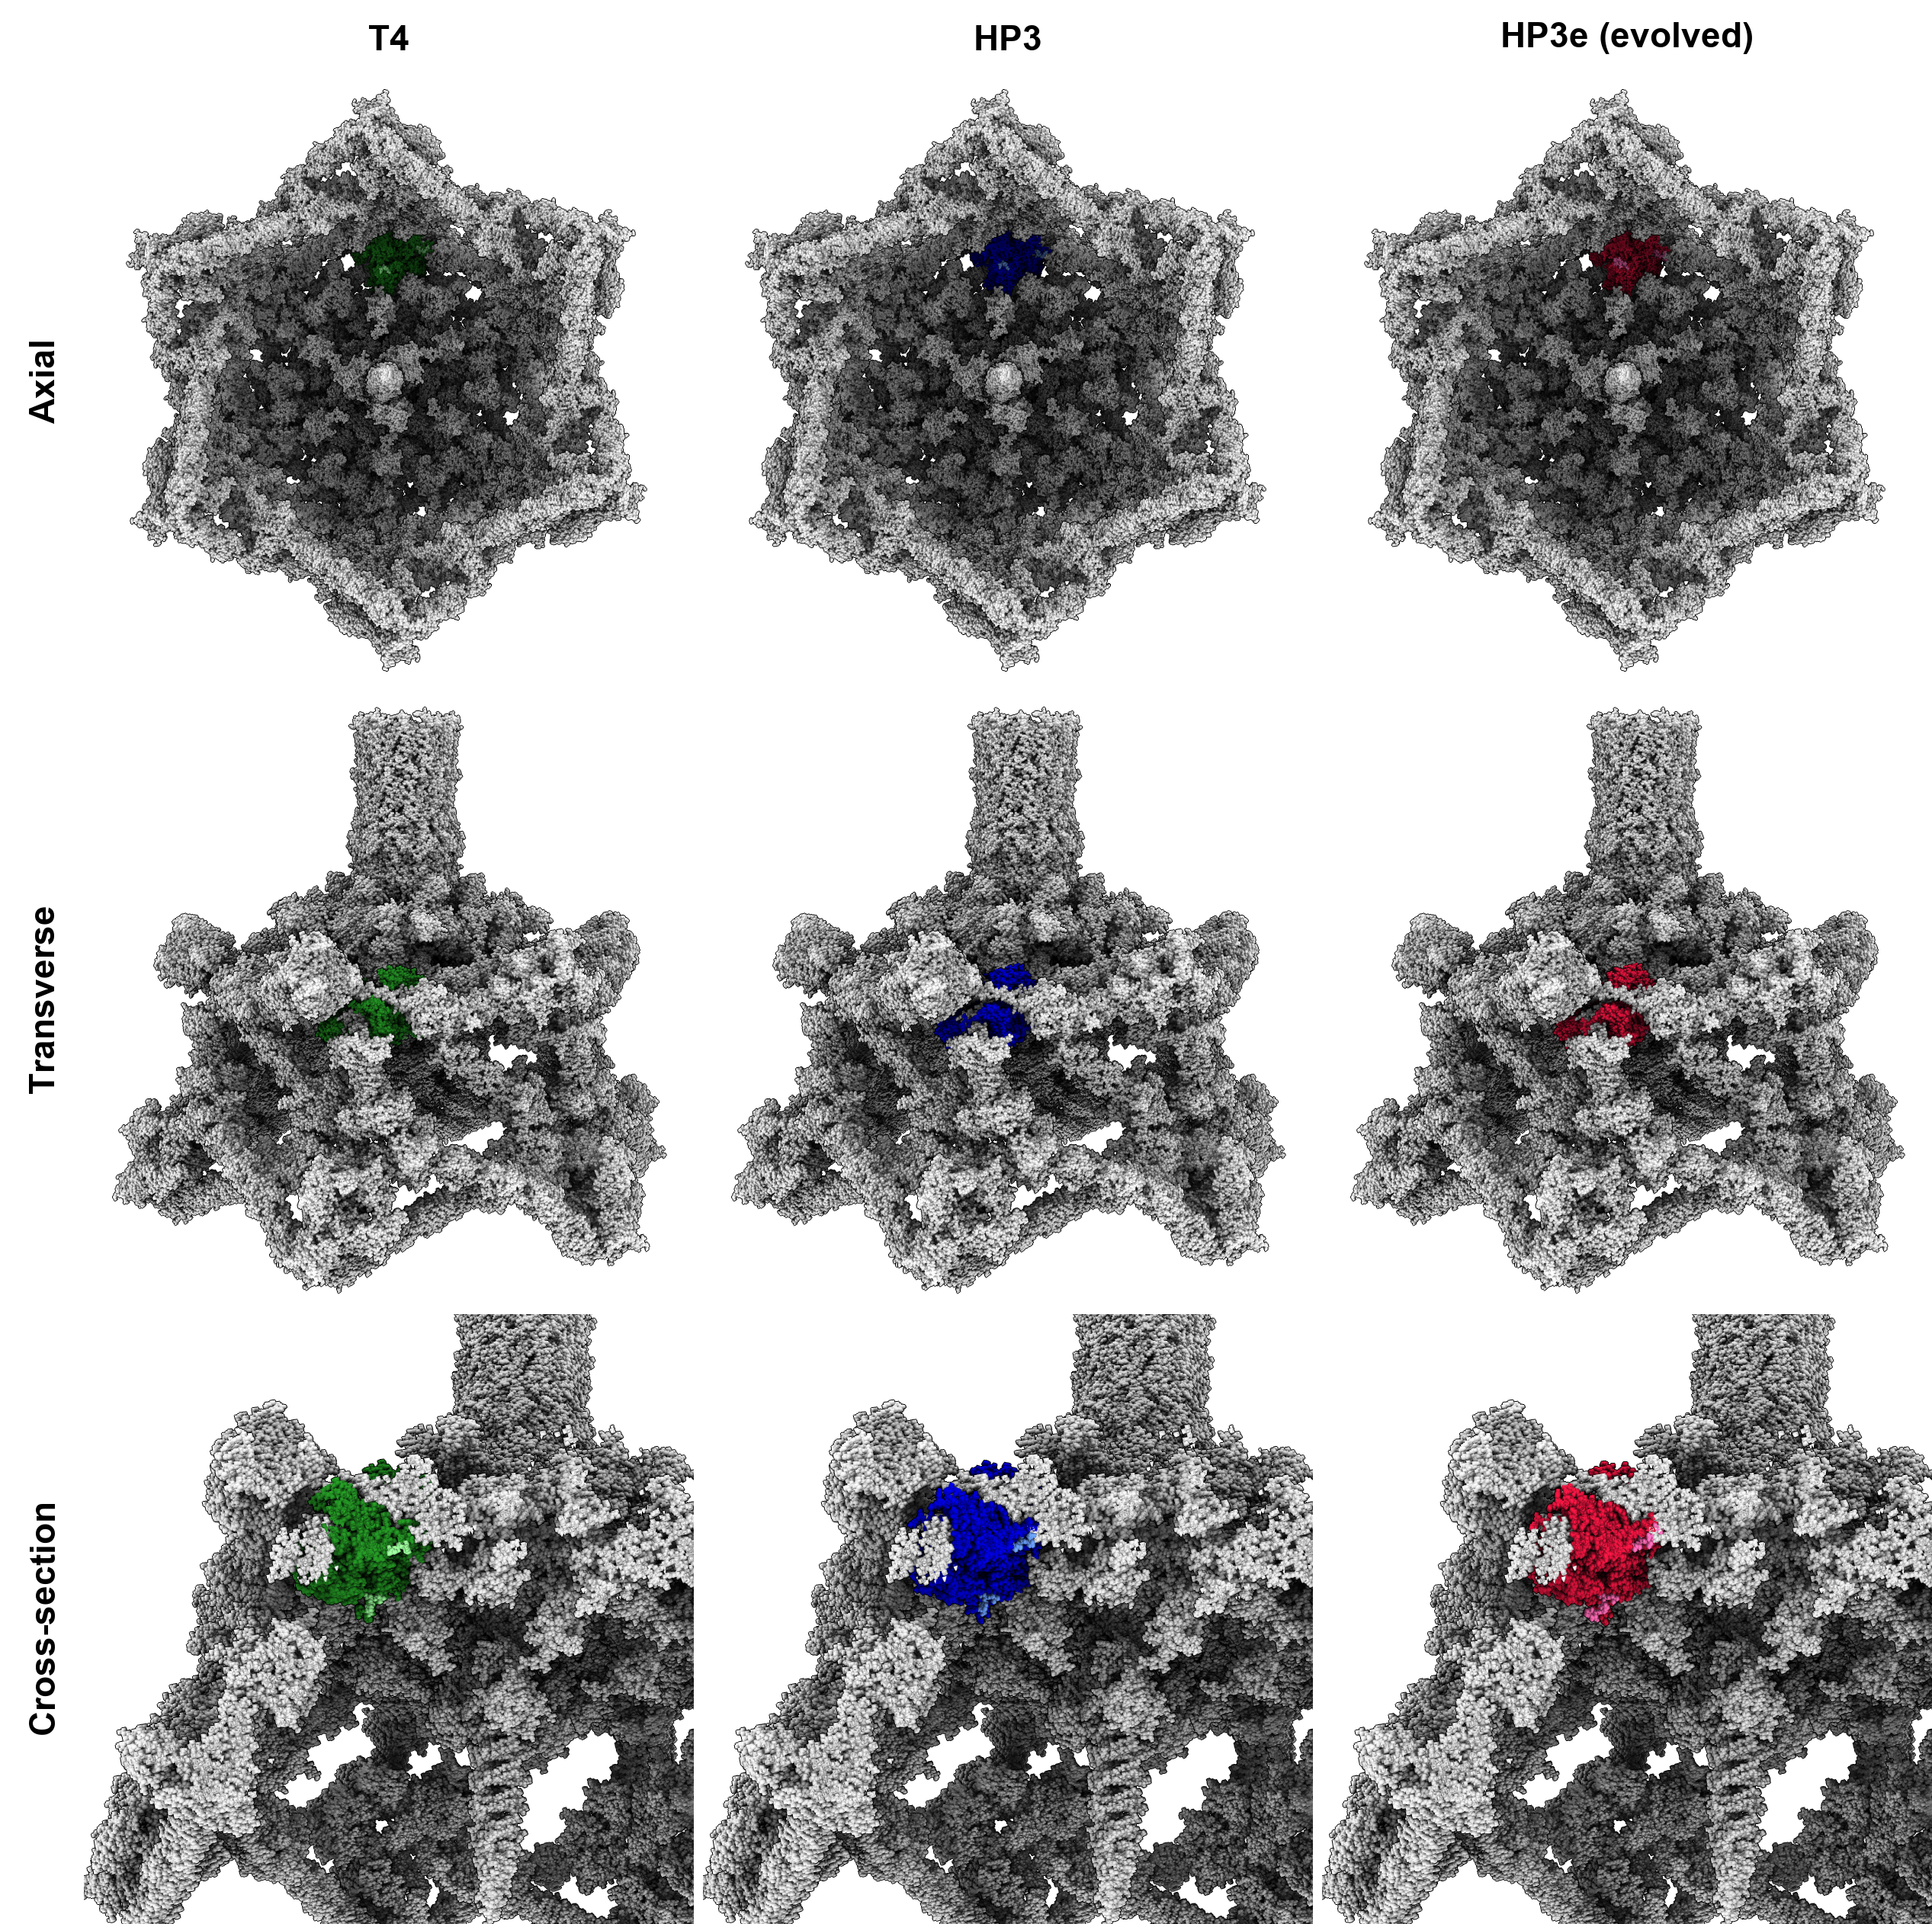 T4
HP3
HP3e (evolved)
Axial
Transverse
Cross-section